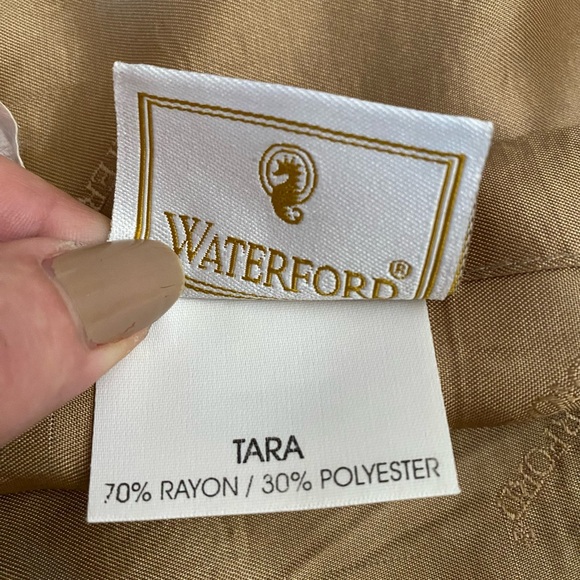 WATERFORD®
TARA
70% RAYON / 30% POLYESTER